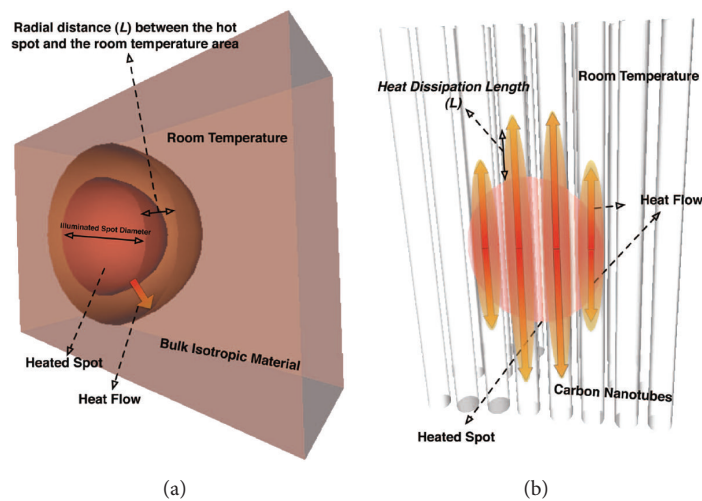 Radial distance (L) between the hot
spot and the room temperature area
Room Temperature
Illuminated Spot Diameter
Bulk Isotropic Material
Heated Spot
Heat Flow
(a)
Room Temperature
Heat Dissipation Length
(L)
Heat Flow
Carbon Nanotubes
Heated Spot
(b)